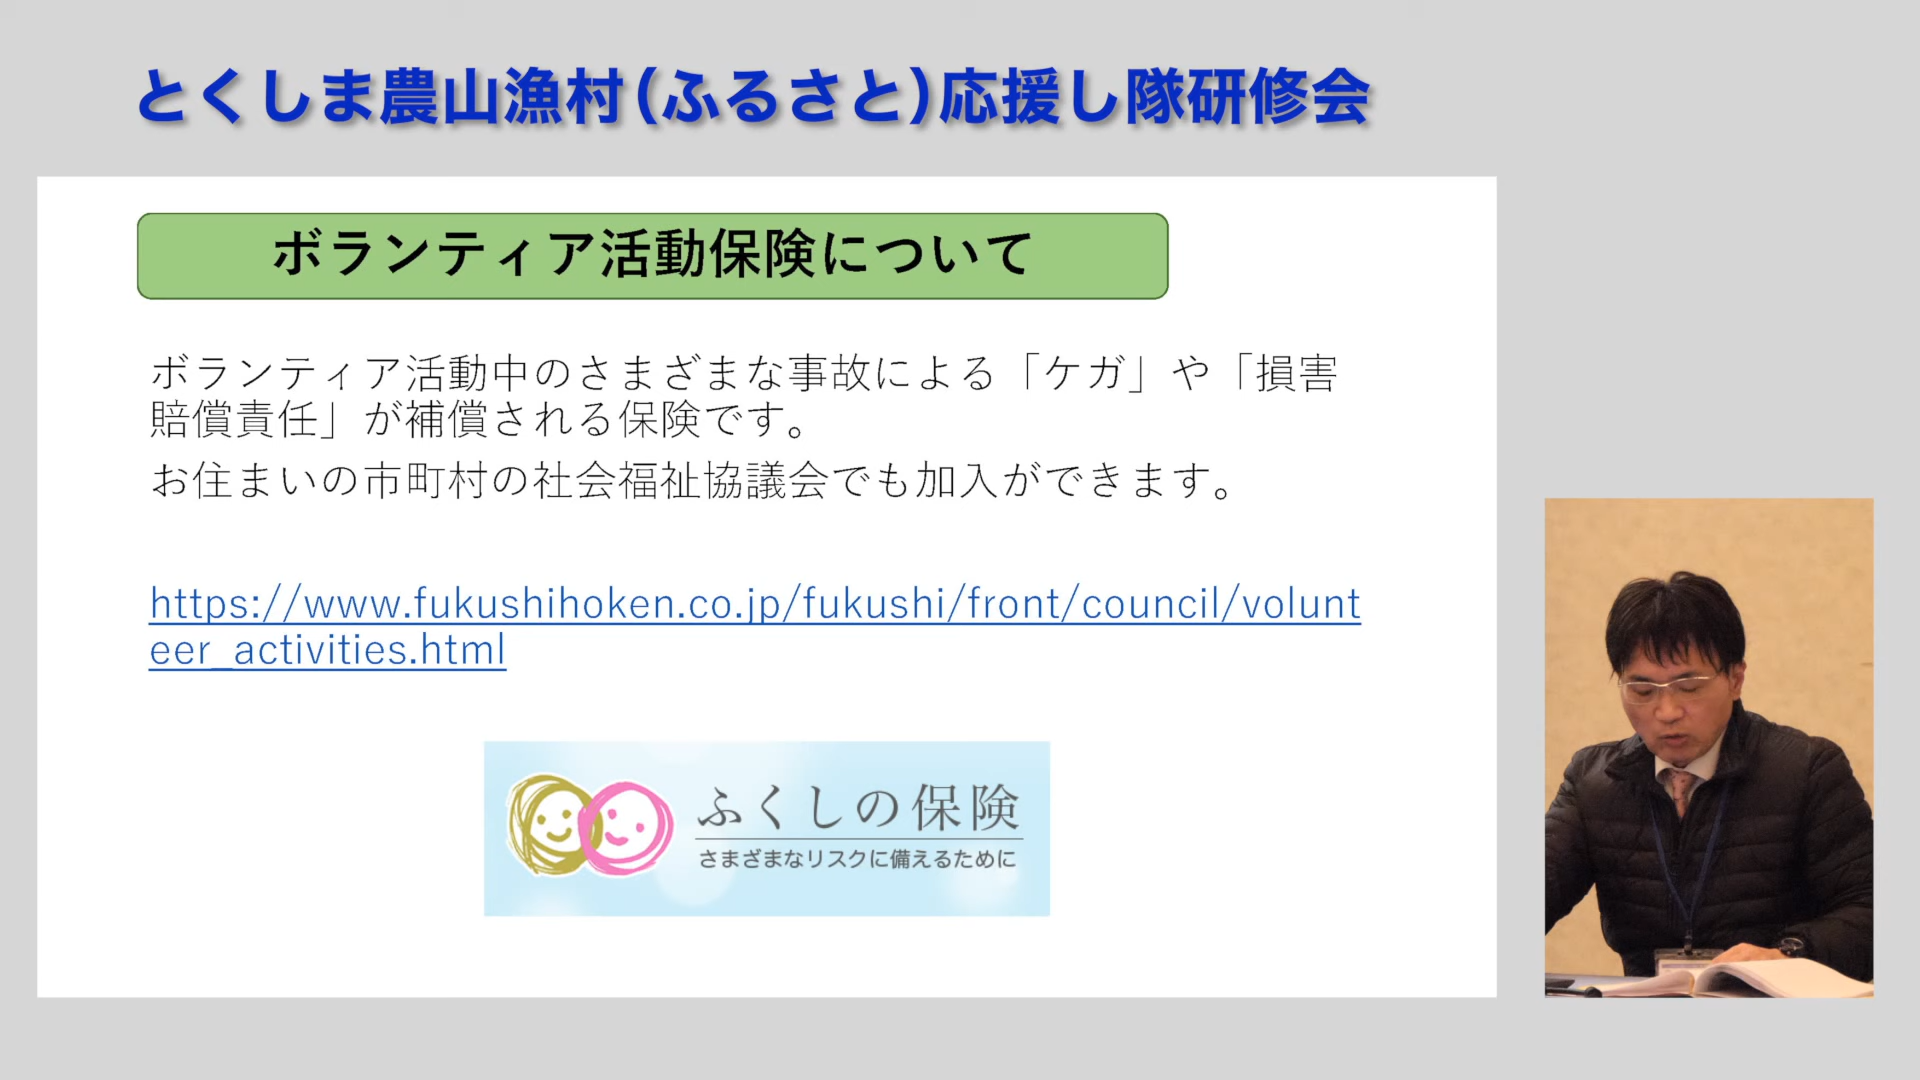 とくしま農山漁村(ふるさと)応援し隊研修会
ボランティア活動保険について
ボランティア活動中のさまざまな事故による「ケガ」や「損害
賠償責任」が補償される保険です。
お住まいの市町村の社会福祉協議会でも加入ができます。
https://www.fukushihoken.co.jp/fukushi/front/council/volunt
eer_activities.html
ふくしの保険
さまざまなリスクに備えるために